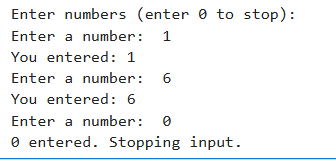 Enter numbers (enter 0 to stop):
Enter a number:  1
You entered: 1
Enter a number:  6
You entered: 6
Enter a number:  0
0 entered. Stopping input.